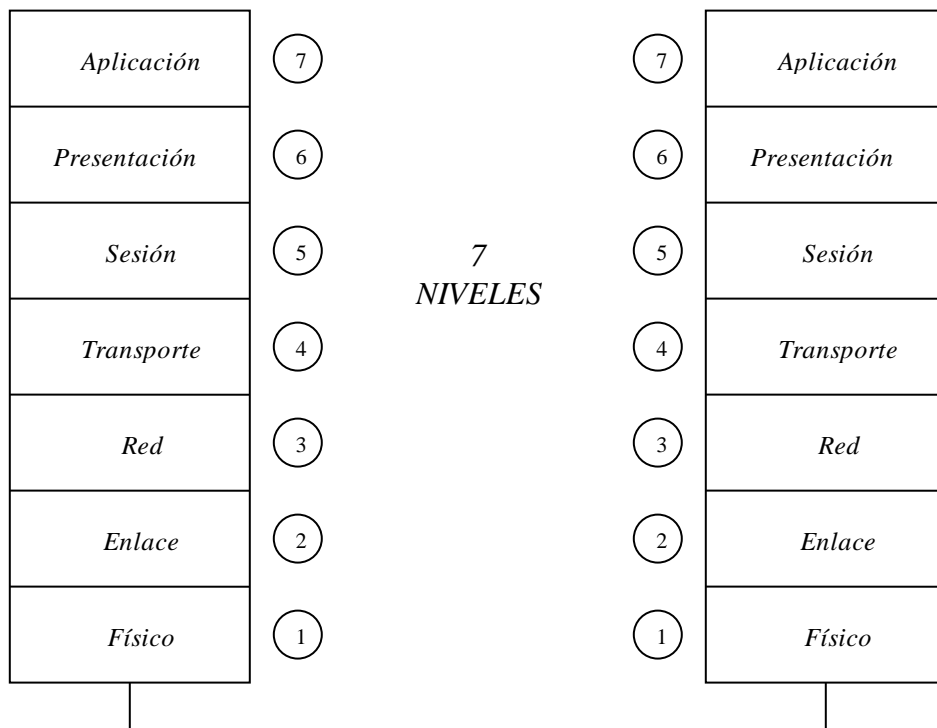 Aplicación 7 7 Aplicación
Presentación 6 6 Presentación
Sesión 5 7 5 Sesión
NIVELES
Transporte 4 4 Transporte
Red 3 3 Red
Enlace 2 2 Enlace
Físico 1 1 Físico